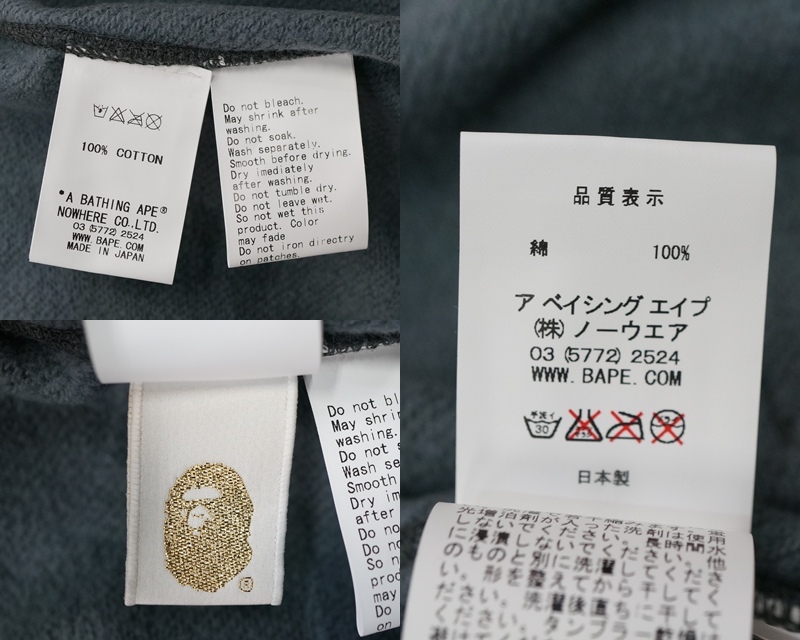 100% COTTON
"A BATHING APE®
NOWHERE CO.,LTD.
03 (5772) 2524
WWW.BAPE.COM
MADE IN JAPAN
Do not bleach.
May shrink after
washing.
Do not soak.
Wash separately.
Smooth before drying.
Dry imediately
after washing.
Do not tumble dry.
Do not leave wet.
So not wet this
product. Color
may fade
Do not iron directry
on patches.
Do not bl
May shrin
washing.
Do not s
Wash se
Smooth
Dry im
after
Do no
Do no
So n
prod
may
Do
on
品質表示
綿 100%
ア ベイシング エイプ
(株) ノーウエア
03 (5772) 2524
WWW.BAPE.COM
手洗イ
30
日本製